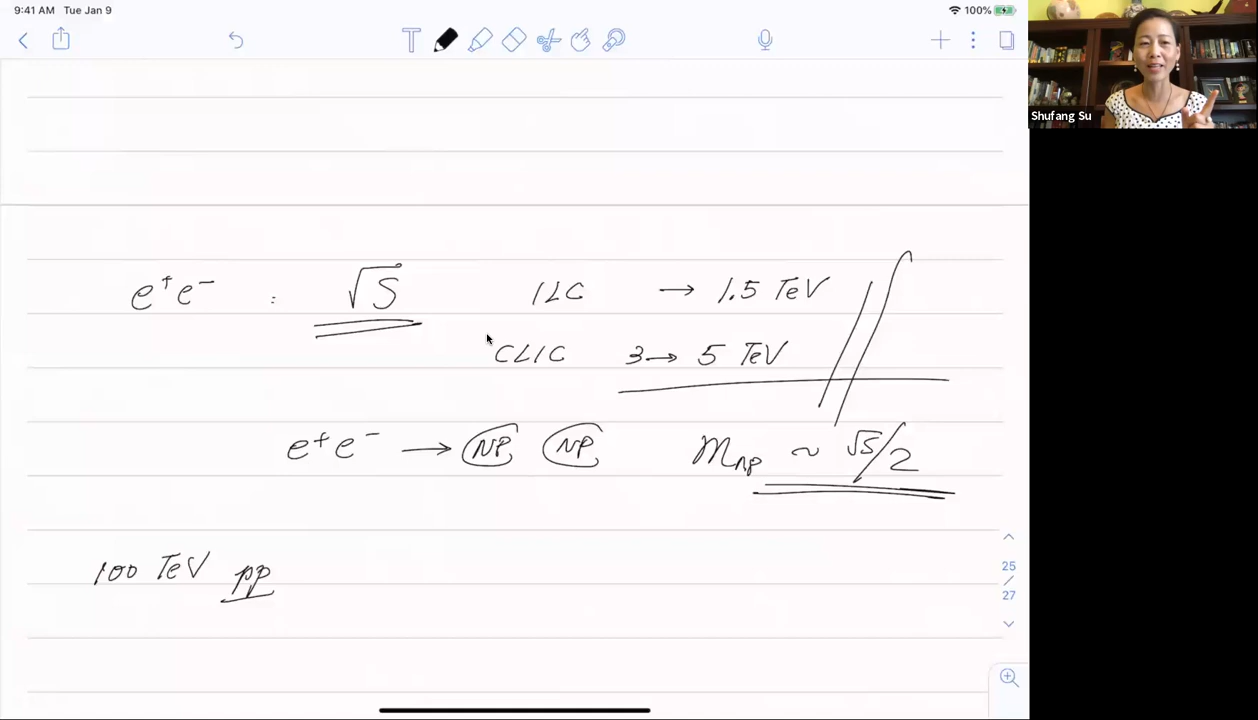 9:41 AM Tue Jan 9
100%
Shufang Su
e⁺e⁻ : √S ILC → 1.5 TeV
CLIC 3→ 5 TeV
e⁺e⁻ → NP NP m_NP ~ √S/2
100 TeV pp
25
/
27